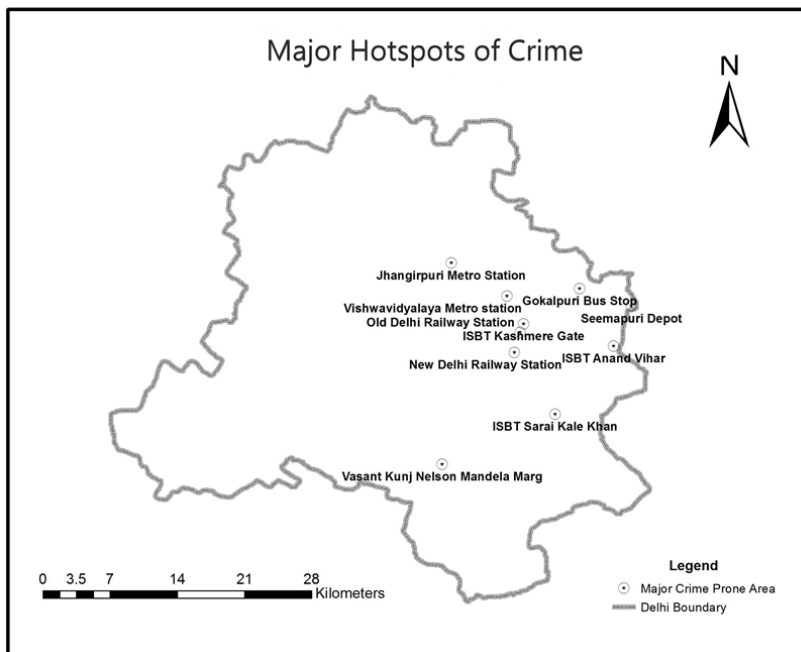 Major Hotspots of Crime
N
Jhangirpuri Metro Station
Gokalpuri Bus Stop
Vishwavidyalaya Metro station
Seemapuri Depot
Old Delhi Railway Station
ISBT Kashmere Gate
ISBT Anand Vihar
New Delhi Railway Station
ISBT Sarai Kale Khan
Vasant Kunj Nelson Mandela Marg
Legend
Major Crime Prone Area
Delhi Boundary
0 3.5 7 14 21 28
Kilometers